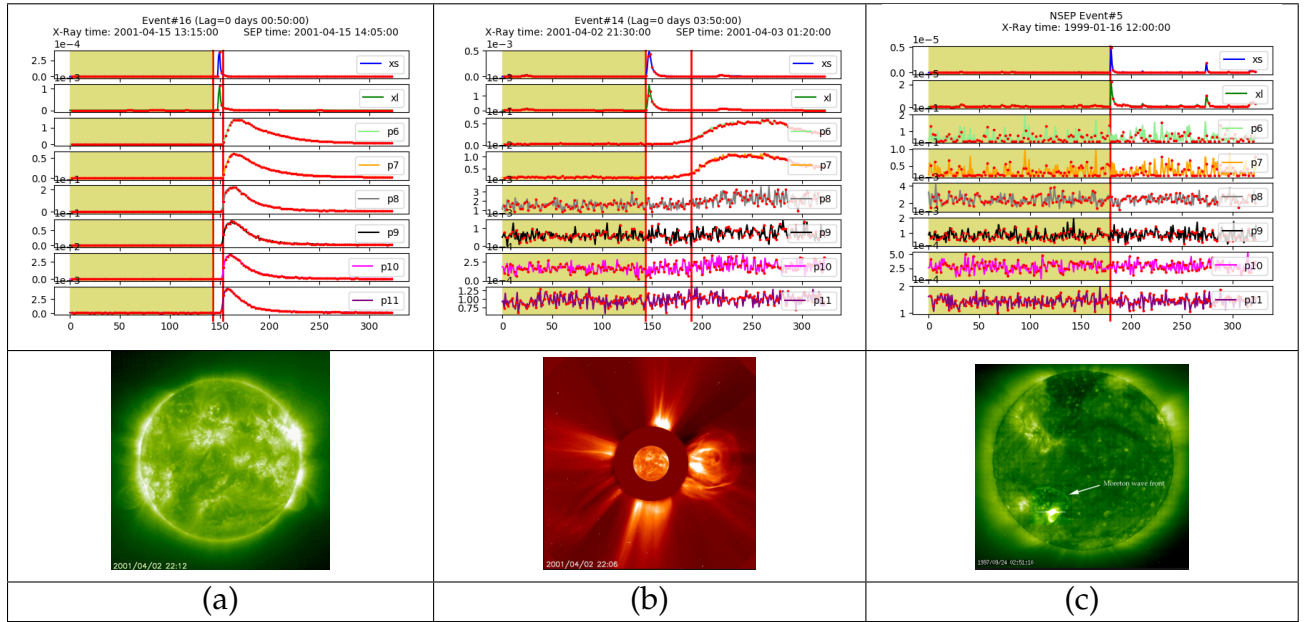 Event#16 (Lag=0 days 00:50:00)
X-Ray time: 2001-04-15 13:15:00 SEP time: 2001-04-15 14:05:00
1e−4
2.5
0.0
xs
1e−3
1
0
xl
1
0
p6
0.5
0.0
p7
1e−1
2
0
p8
1e−1
0.5
0.0
p9
1e−2
2.5
0.0
p10
1e−3
2.5
0.0
p11
0 50 100 150 200 250 300
Event#14 (Lag=0 days 03:50:00)
X-Ray time: 2001-04-02 21:30:00 SEP time: 2001-04-03 01:20:00
1e−3
0.5
0.0
xs
1
0
xl
1e−1
0.5
0.0
p6
1e−2
1.0
0.5
p7
1e−3
3
2
1
p8
1e−3
1
0
p9
1e−4
2.5
p10
1.25
1.00
0.75
p11
0 50 100 150 200 250 300
NSEP Event#5
X-Ray time: 1999-01-16 12:00:00
1e−5
0.5
0.0
xs
1e−5
2
0
xl
1e−1
2
1
p6
1.0
0.5
p7
1e−3
4
2
p8
1e−3
2
1
p9
1e−4
5.0
2.5
p10
2
1
p11
0 50 100 150 200 250 300
2001/04/02 22:12
2001/04/02 22:06
Moreton wave front
1997/09/24 02:51:10
(a) (b) (c)